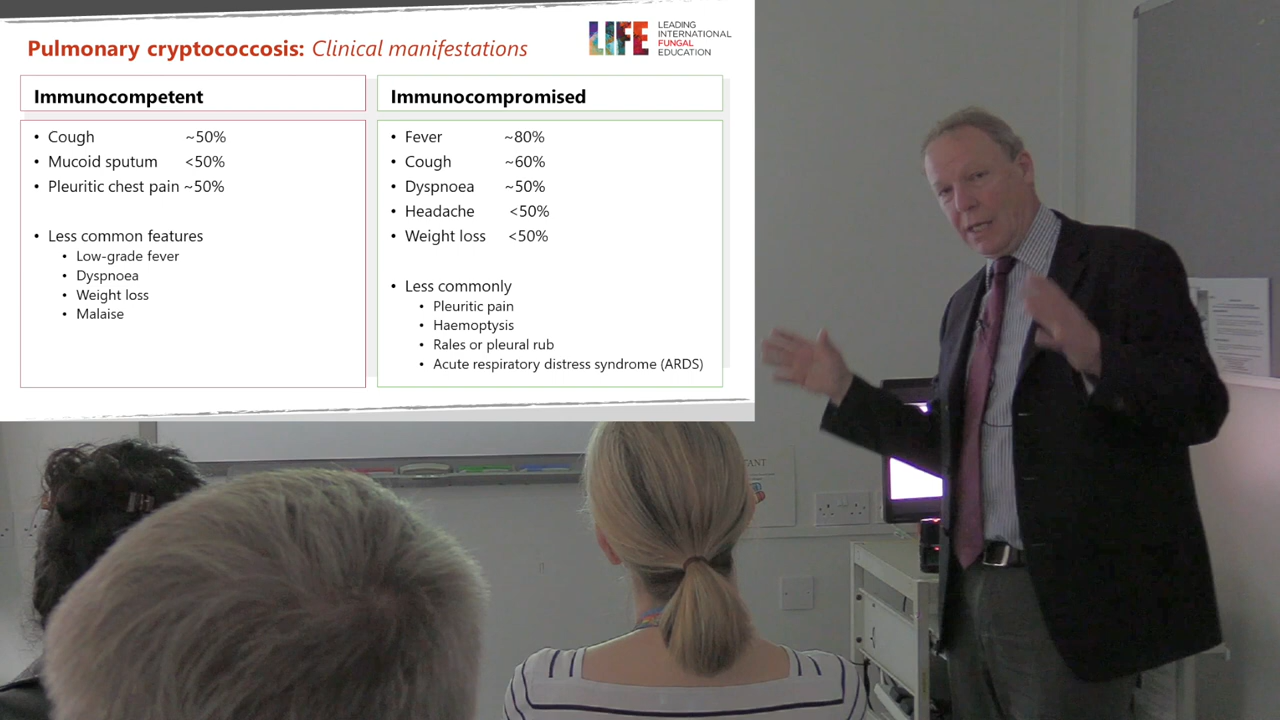 Pulmonary cryptococcosis: Clinical manifestations
LIFE
LEADING
INTERNATIONAL
FUNGAL
EDUCATION
Immunocompetent
• Cough ~50%
• Mucoid sputum <50%
• Pleuritic chest pain ~50%
• Less common features
• Low-grade fever
• Dyspnoea
• Weight loss
• Malaise
Immunocompromised
• Fever ~80%
• Cough ~60%
• Dyspnoea ~50%
• Headache <50%
• Weight loss <50%
• Less commonly
• Pleuritic pain
• Haemoptysis
• Rales or pleural rub
• Acute respiratory distress syndrome (ARDS)